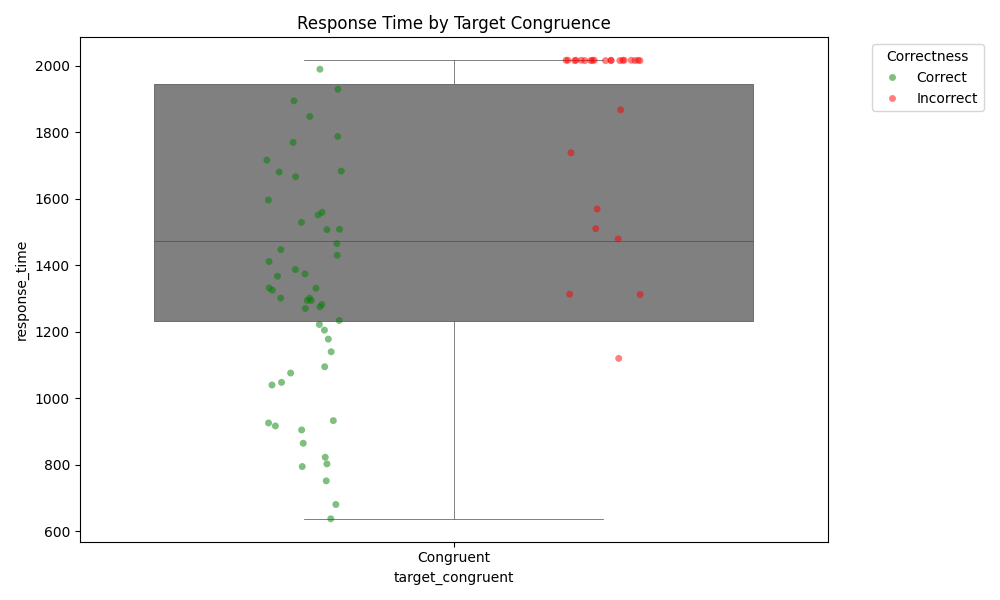 Response Time by Target Congruence
Correctness
Correct
Incorrect
response_time
2000
1800
1600
1400
1200
1000
800
600
Congruent
target_congruent